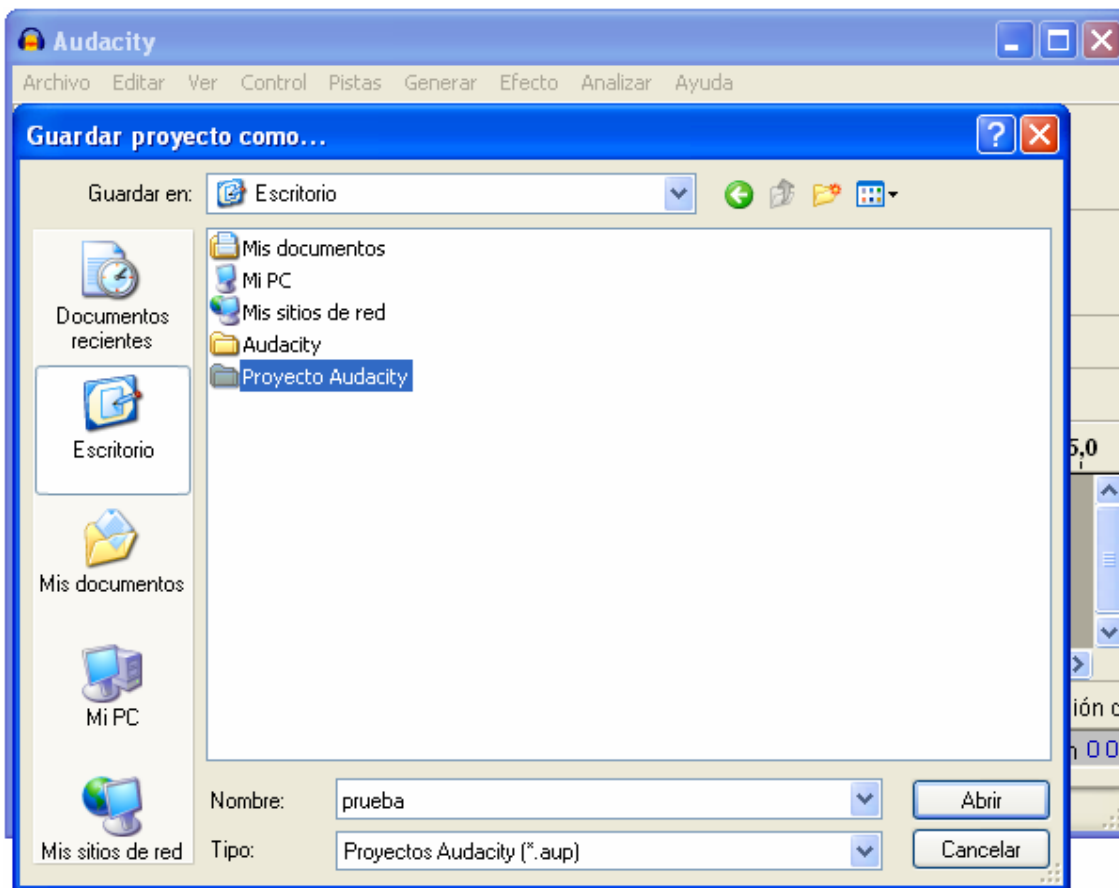 Audacity
Archivo Editar Ver Control Pistas Generar Efecto Analizar Ayuda
Guardar proyecto como...
Guardar en: Escritorio
Documentos
recientes
Escritorio
Mis documentos
Mi PC
Mis sitios de red
Mis documentos
Mi PC
Mis sitios de red
Audacity
Proyecto Audacity
5,0
ión
00
Nombre: prueba Abrir
Tipo: Proyectos Audacity (*.aup) Cancelar